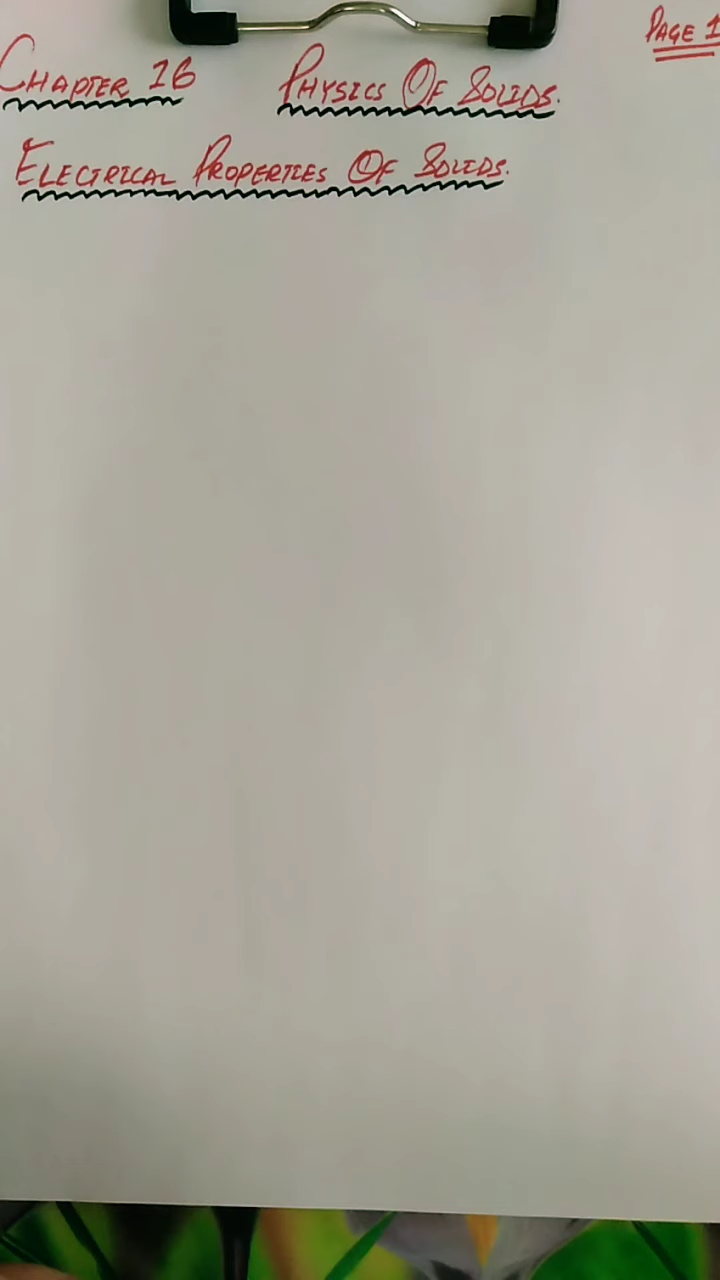 PAGE 1
CHAPTER 16 PHYSICS OF SOLIDS.
ELECTRICAL PROPERTIES OF SOLIDS.